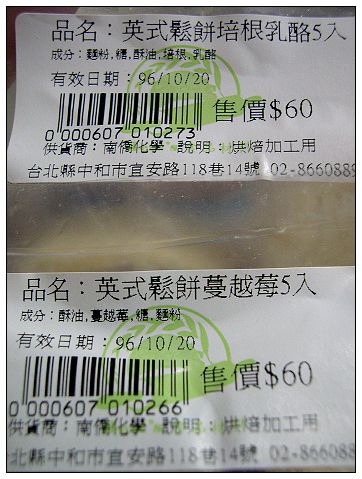 品名：英式鬆餅培根乳酪5入
成分：麵粉,糖,酥油,培根,乳酪
有效日期：96/10/20
售價$60
0 000607 010273
供貨商：南僑化學 說明：烘焙加工用
台北縣中和市宜安路118巷14號 02-8660889
品名：英式鬆餅蔓越莓5入
成分：酥油,蔓越莓,糖,麵粉
有效日期：96/10/20
售價$60
0 000607 010266
供貨商：南僑化學 說明：烘焙加工用
北縣中和市宜安路118巷14號 02-866088